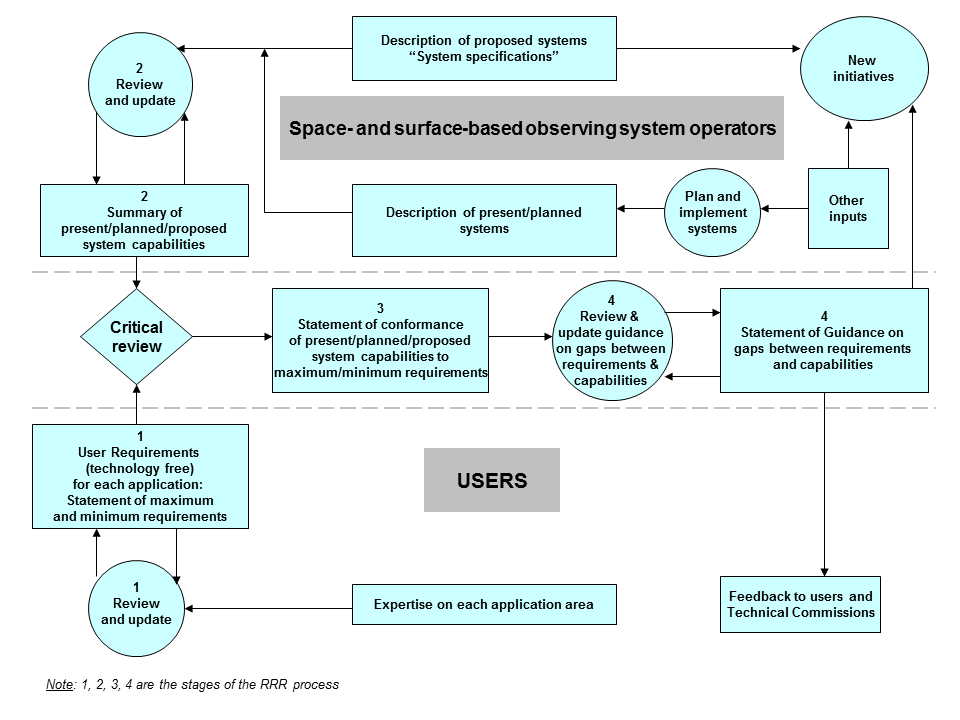 Description of proposed systems
“System specifications”
2
Review
and update
New
initiatives
Space- and surface-based observing system operators
2
Summary of
present/planned/proposed
system capabilities
Description of present/planned
systems
Plan and
implement
systems
Other
inputs
Critical
review
3
Statement of conformance
of present/planned/proposed
system capabilities to
maximum/minimum requirements
4
Review &
update guidance
on gaps between
requirements &
capabilities
4
Statement of Guidance on
gaps between requirements
and capabilities
1
User Requirements
(technology free)
for each application:
Statement of maximum
and minimum requirements
USERS
1
Review
and update
Expertise on each application area
Feedback to users and
Technical Commissions
Note: 1, 2, 3, 4 are the stages of the RRR process